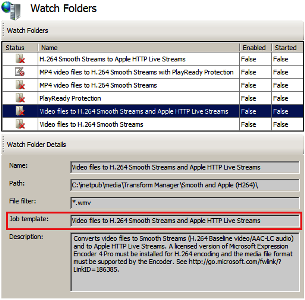 Watch Folders
Watch Folders
Status Name Enabled Started
H.264 Smooth Streams to Apple HTTP Live Streams False False
MP4 video files to H.264 Smooth Streams with PlayReady Protection False False
MP4 video files to H.264 Smooth Streams False False
PlayReady Protection False False
Video files to H.264 Smooth Streams and Apple HTTP Live Streams False False
Video files to H.264 Smooth Streams False False
Watch Folder Details
Name: Video files to H.264 Smooth Streams and Apple HTTP Live Streams
Path: C:\inetpub\media\Transform Manager\Smooth and Apple (H264)\
File filter: *.wmv
Job template: Video files to H.264 Smooth Streams and Apple HTTP Live Streams
Description: Converts video files to Smooth Streams (H.264 Baseline video/AAC-LC audio)
and to Apple HTTP Live Streams. A licensed version of Microsoft Expression
Encoder 4 Pro must be installed for H.264 encoding and the media file format
must be supported by the Encoder. See http://go.microsoft.com/fwlink/?
LinkID=186385.